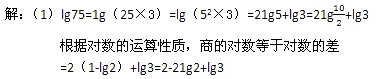 解：（1）lg75=1g（25×3）=lg（5²×3）=21g5+lg3=21g10/2+lg3
根据对数的运算性质，商的对数等于对数的差
=2（1-lg2）+lg3=2-21g2+lg3